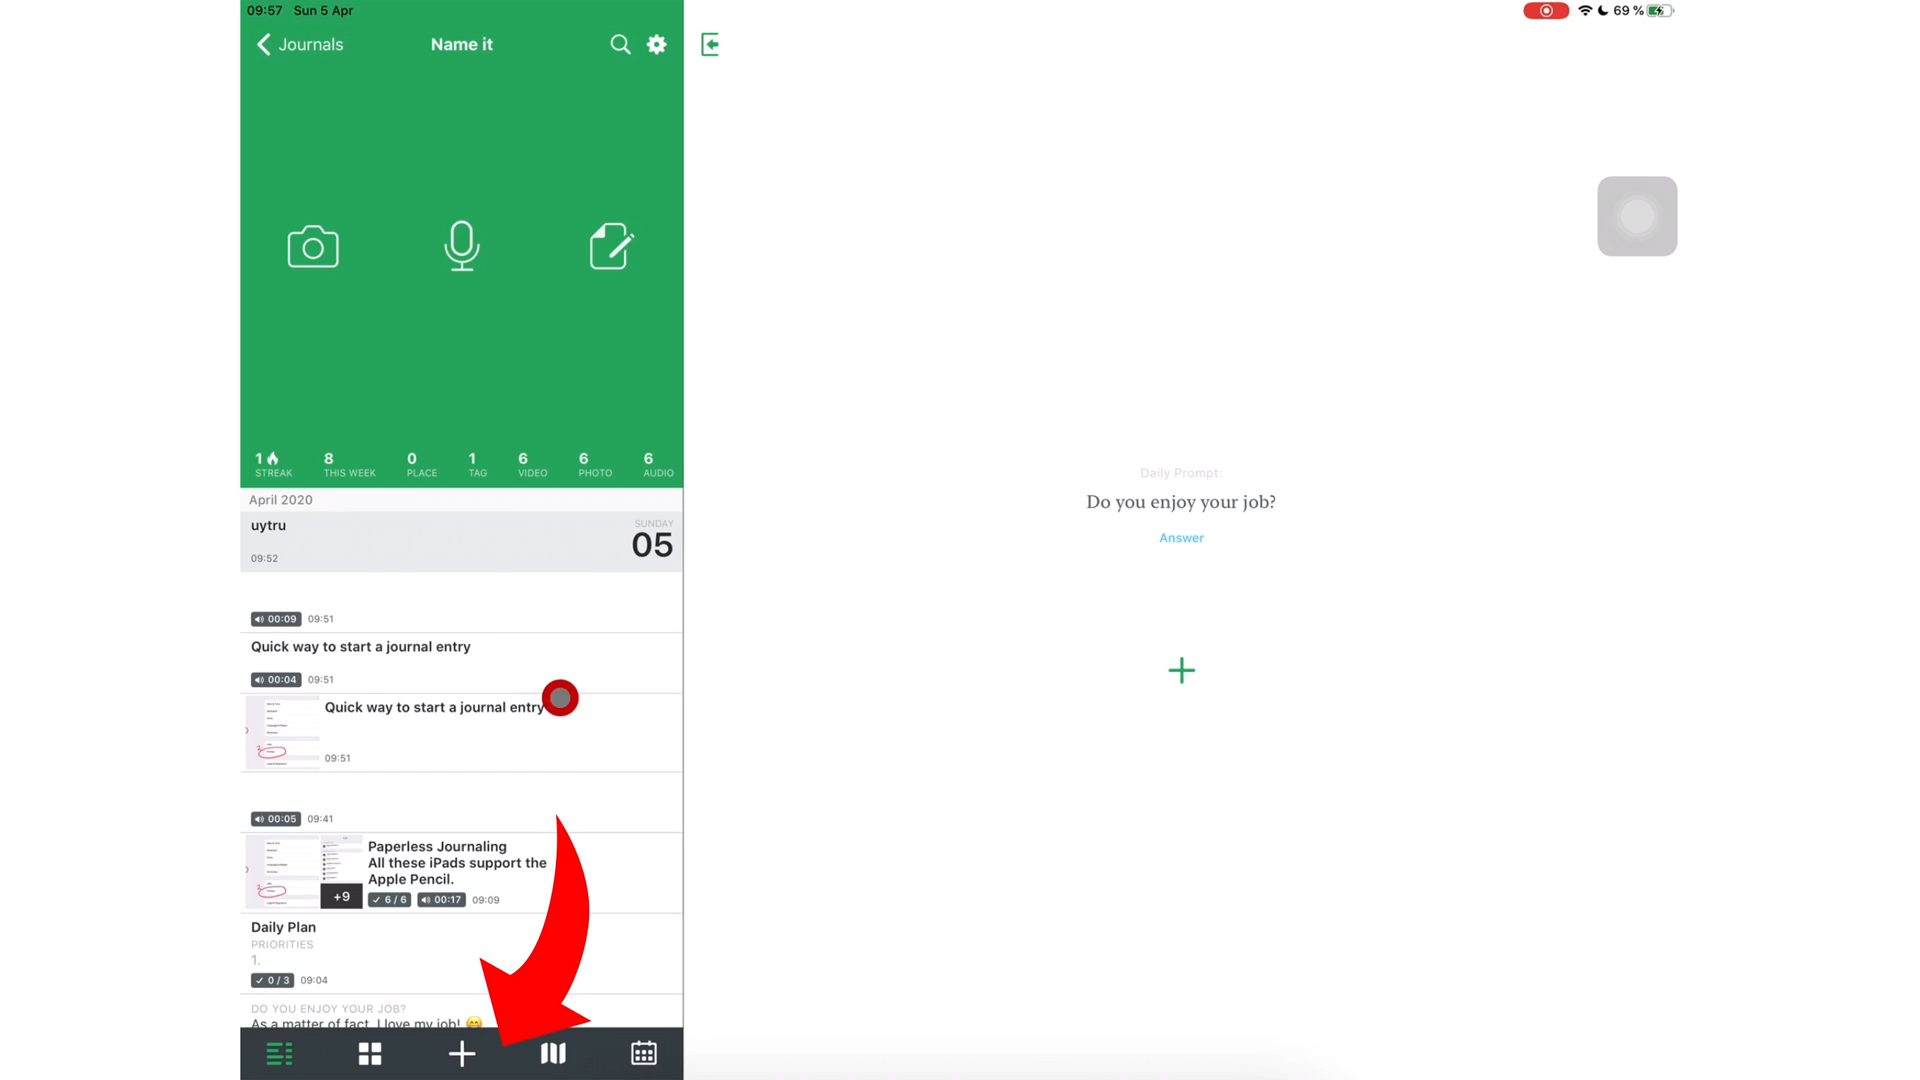 09:57 Sun 5 Apr
69 %
Journals
Name it
1 8 0 1 6 6 6
STREAK THIS WEEK PLACE TAG VIDEO PHOTO AUDIO
April 2020
uytru
09:52
SUNDAY
05
00:09 09:51
Quick way to start a journal entry
00:04 09:51
Quick way to start a journal entry
09:51
00:05 09:41
Paperless Journaling
All these iPads support the
Apple Pencil.
+9
6 / 6 00:17 09:09
Daily Plan
PRIORITIES
1.
0 / 3 09:04
DO YOU ENJOY YOUR JOB?
As a matter of fact, I love my job! 😁
Daily Prompt:
Do you enjoy your job?
Answer